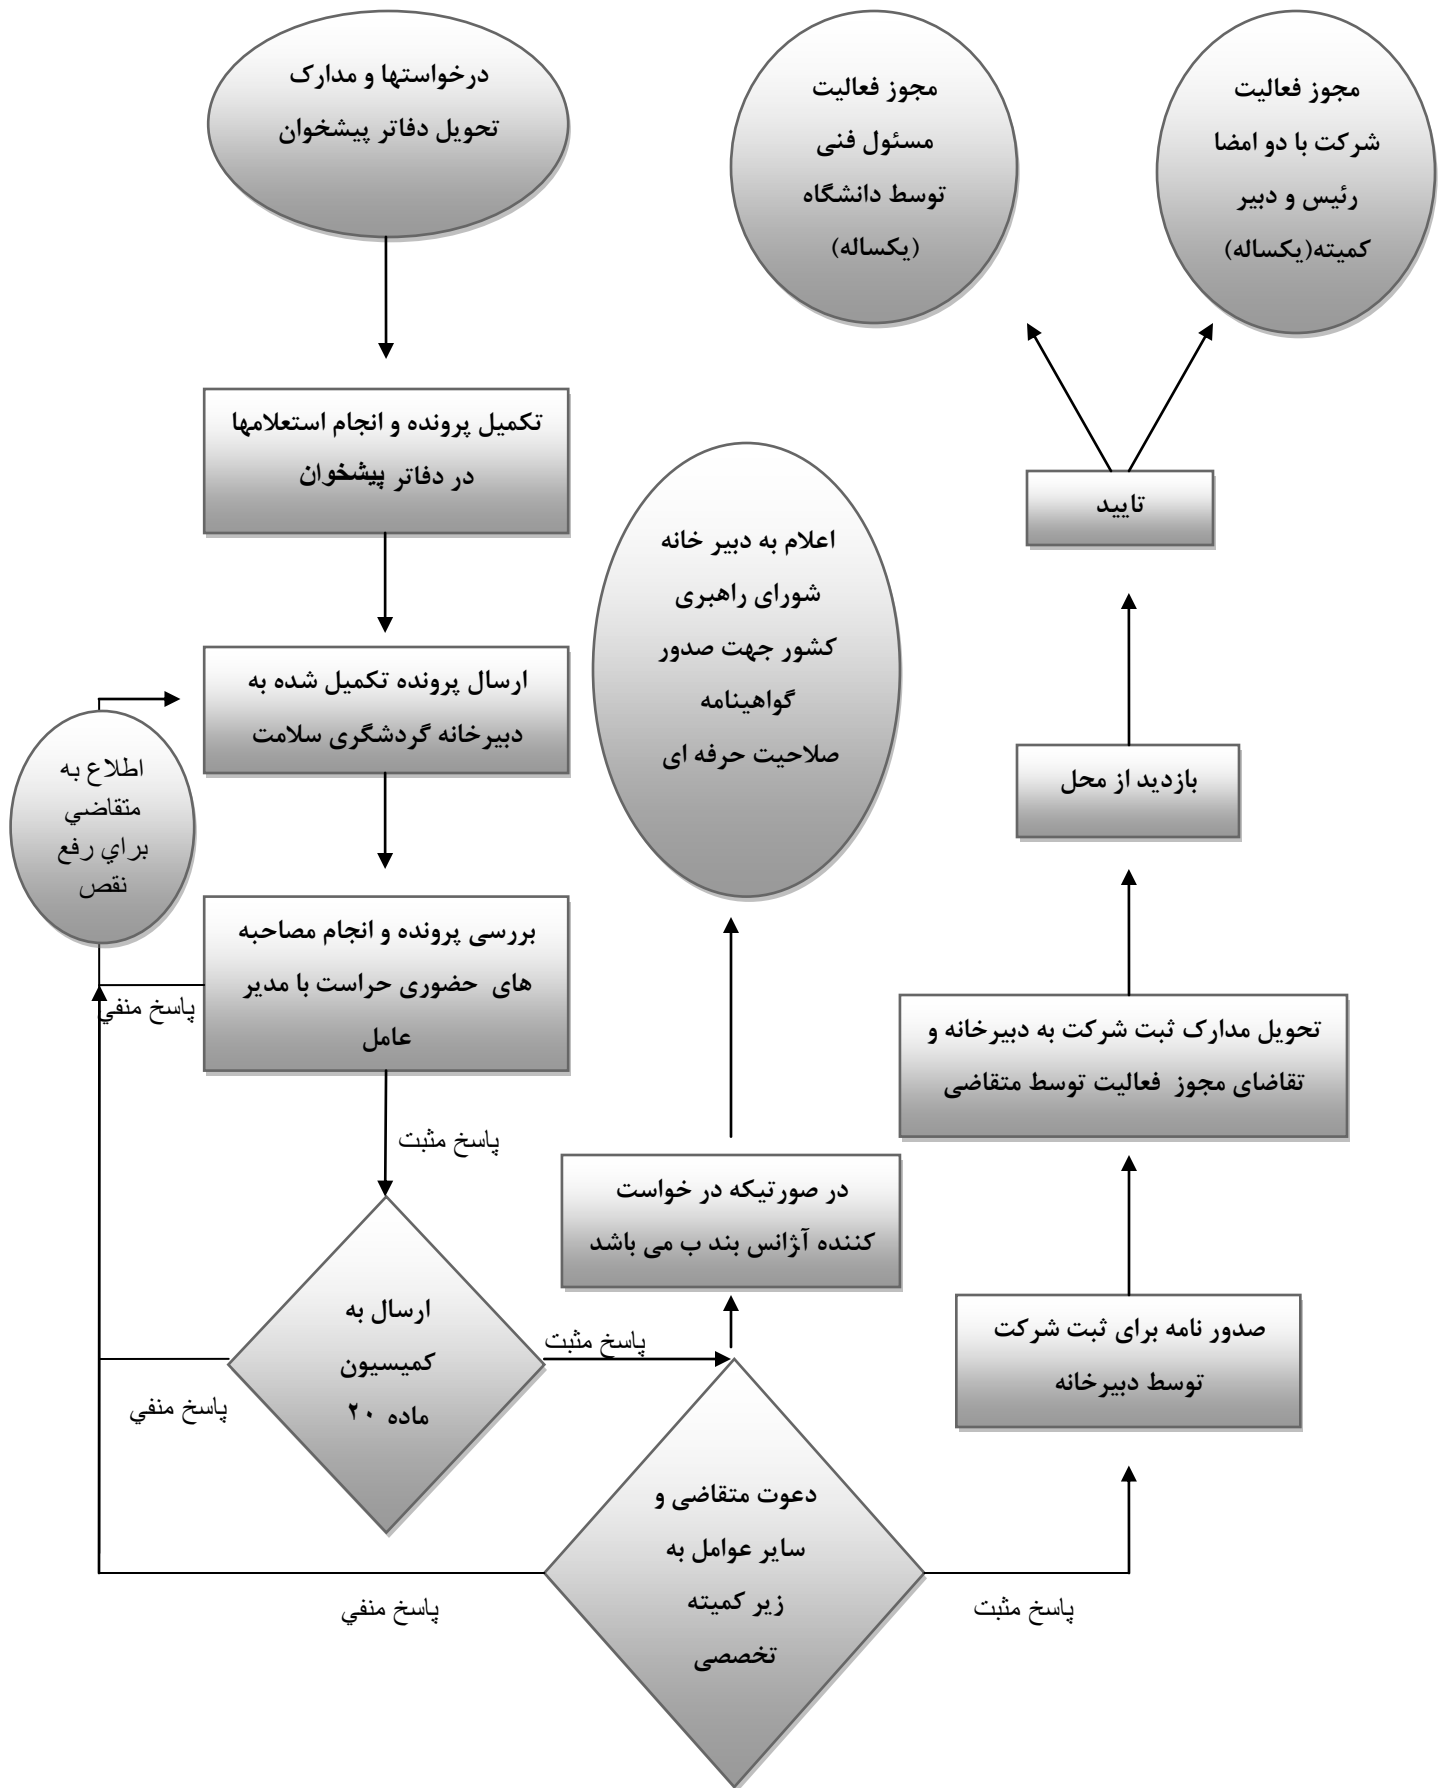 درخواستها و مدارک
تحویل دفاتر پیشخوان
تکمیل پرونده و انجام استعلامها
در دفاتر پیشخوان
ارسال پرونده تکمیل شده به
دبیرخانه گردشگری سلامت
اطلاع به
متقاضي
براي رفع
نقص
بررسی پرونده و انجام مصاحبه
های حضوری حراست با مدیر
عامل
پاسخ منفي
پاسخ مثبت
ارسال به
کمیسیون
ماده ۲۰
پاسخ منفي
پاسخ مثبت
دعوت متقاضی و
سایر عوامل به
زیر کمیته
تخصصی
پاسخ منفي
پاسخ مثبت
در صورتیکه در خواست
کننده آژانس بند ب می باشد
اعلام به دبیر خانه
شورای راهبری
کشور جهت صدور
گواهینامه
صلاحیت حرفه ای
صدور نامه برای ثبت شرکت
توسط دبیرخانه
تحویل مدارک ثبت شرکت به دبیرخانه و
تقاضای مجوز فعالیت توسط متقاضی
بازدید از محل
تایید
مجوز فعالیت
مسئول فنی
توسط دانشگاه
(یکساله)
مجوز فعالیت
شرکت با دو امضا
رئیس و دبیر
کمیته(یکساله)